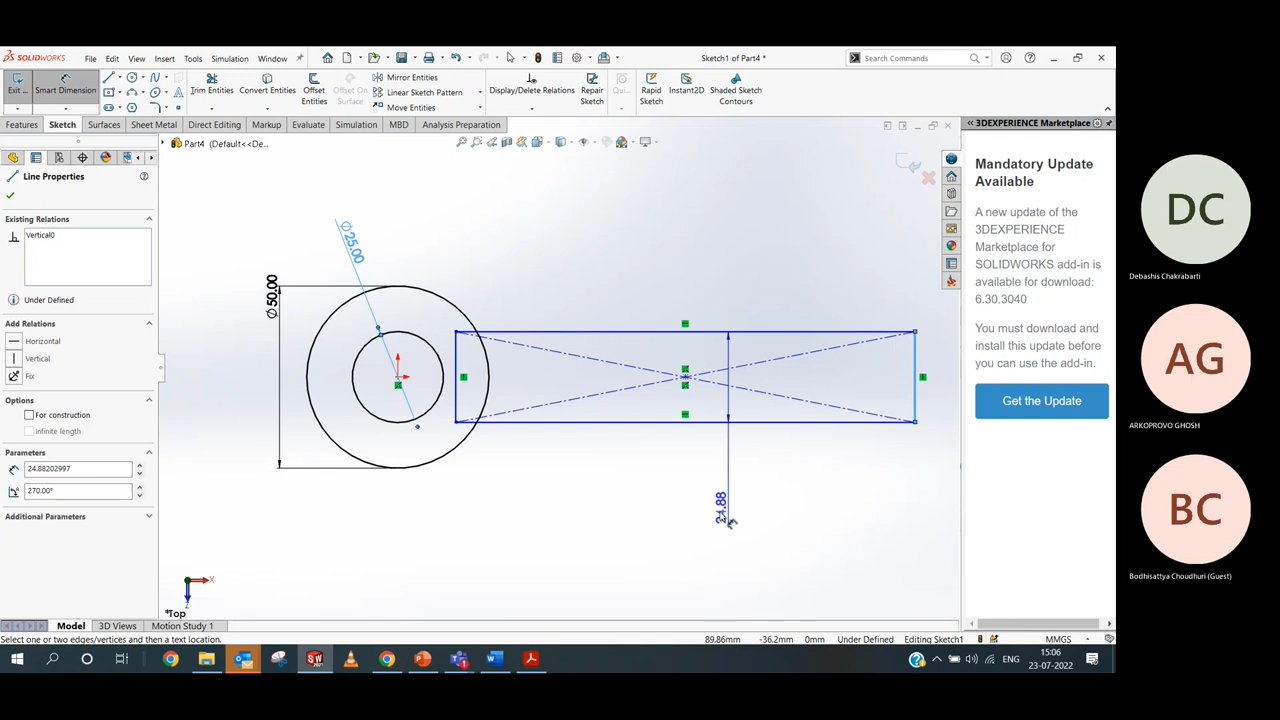 SOLIDWORKS
File Edit View Insert Tools Simulation Window
Sketch1 of Part4 *
Search Commands
Exit ...
Smart Dimension
Trim Entities
Convert Entities
Offset Entities
Offset On Surface
Mirror Entities
Linear Sketch Pattern
Move Entities
Display/Delete Relations
Repair Sketch
Qui...
Rapid Sketch
Instant2D
Shaded Sketch Contours
Features Sketch Surfaces Sheet Metal Direct Editing Markup Evaluate Simulation MBD Analysis Preparation
Part4 (Default<<De...
Line Properties
Existing Relations
Vertical0
Under Defined
Add Relations
Horizontal
Vertical
Fix
Options
For construction
Infinite length
Parameters
24.88202997
270.00°
Additional Parameters
∅25.00
∅50.00
X
Z
*Top
Model 3D Views Motion Study 1
Select one or two edges/vertices and then a text location.
89.86mm -36.2mm 0mm Under Defined Editing Sketch1 MMGS
3DEXPERIENCE Marketplace
Mandatory Update
Available
A new update of the
3DEXPERIENCE
Marketplace for
SOLIDWORKS add-in is
available for download:
6.30.3040
You must download and
install this update before
you can use the add-in.
Get the Update
ENG
15:06
23-07-2022
DC
Debashis Chakrabarti
AG
ARKOPROVO GHOSH
BC
Bodhisattya Choudhuri (Guest)